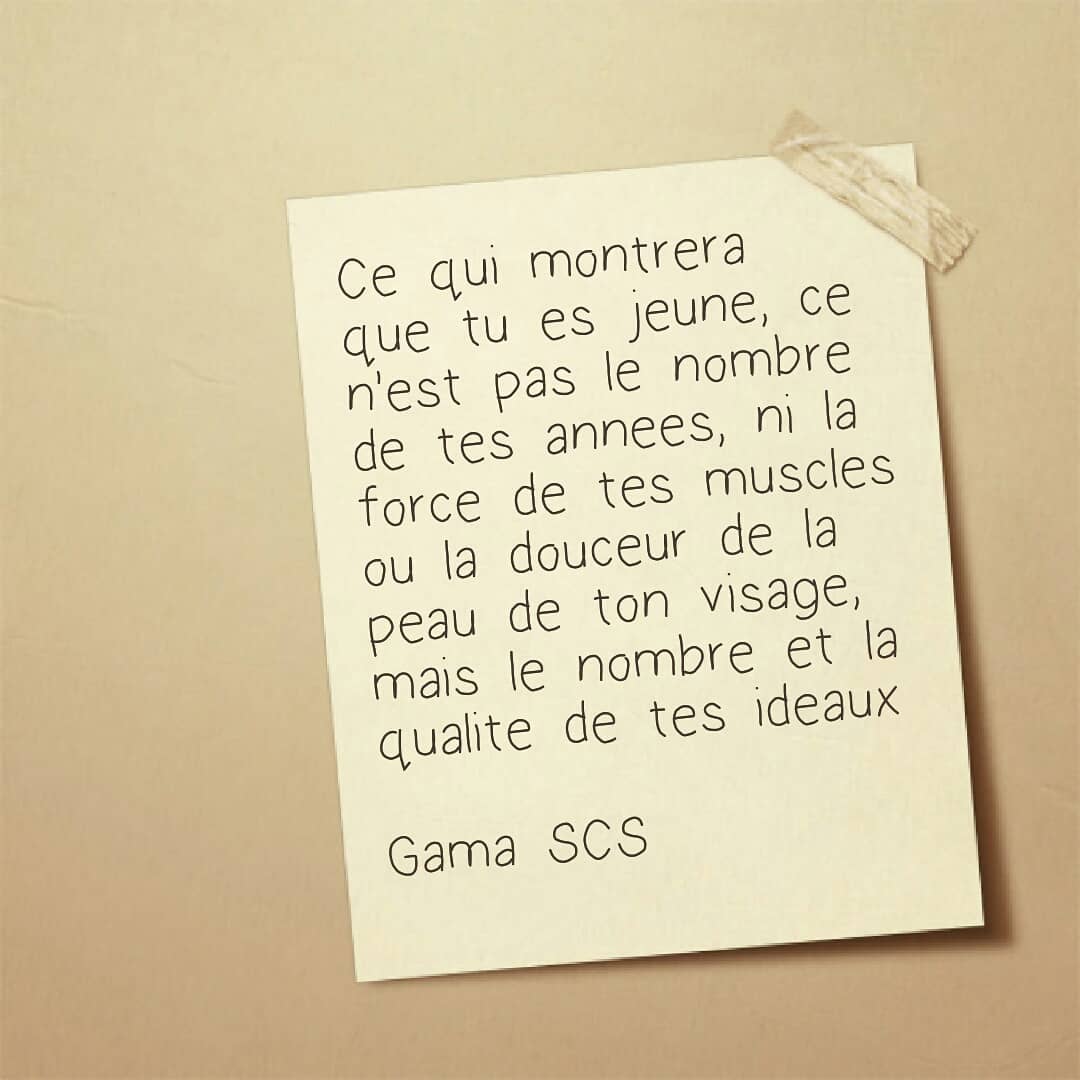 Ce qui montrera
que tu es jeune, ce
n'est pas le nombre
de tes annees, ni la
force de tes muscles
ou la douceur de la
peau de ton visage,
mais le nombre et la
qualite de tes ideaux
Gama SCS